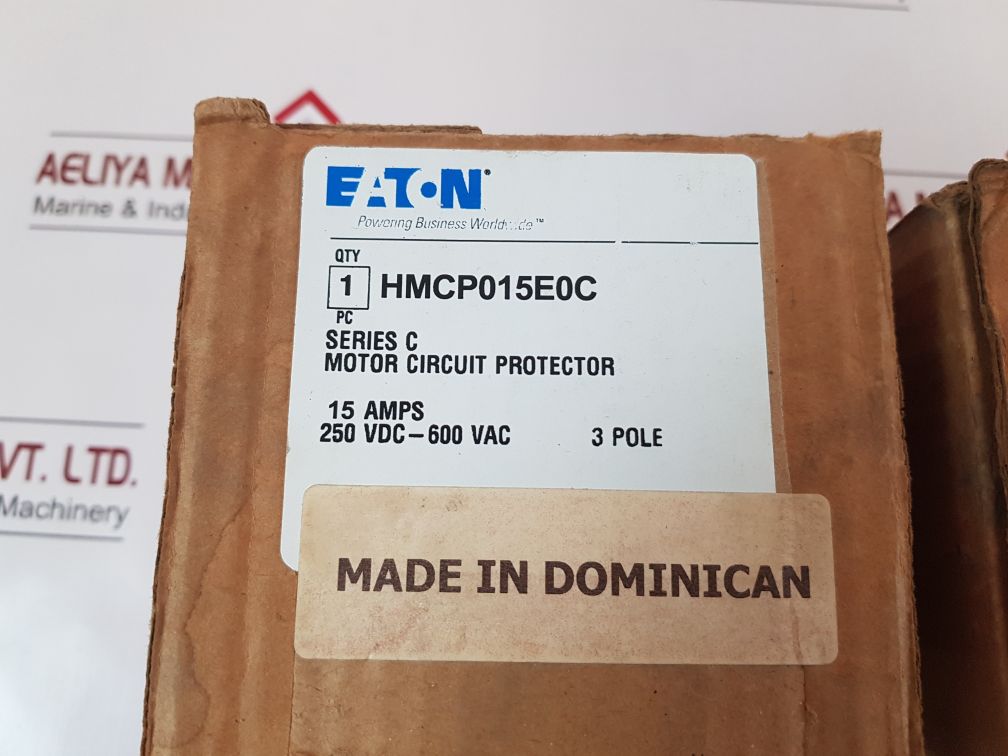 AELIYA M
Marine & Ind
VT. LTD.
Machinery
EATON
Powering Business Worldwide™
QTY
1
PC
HMCP015E0C
SERIES C
MOTOR CIRCUIT PROTECTOR
15 AMPS
250 VDC-600 VAC 3 POLE
MADE IN DOMINICAN